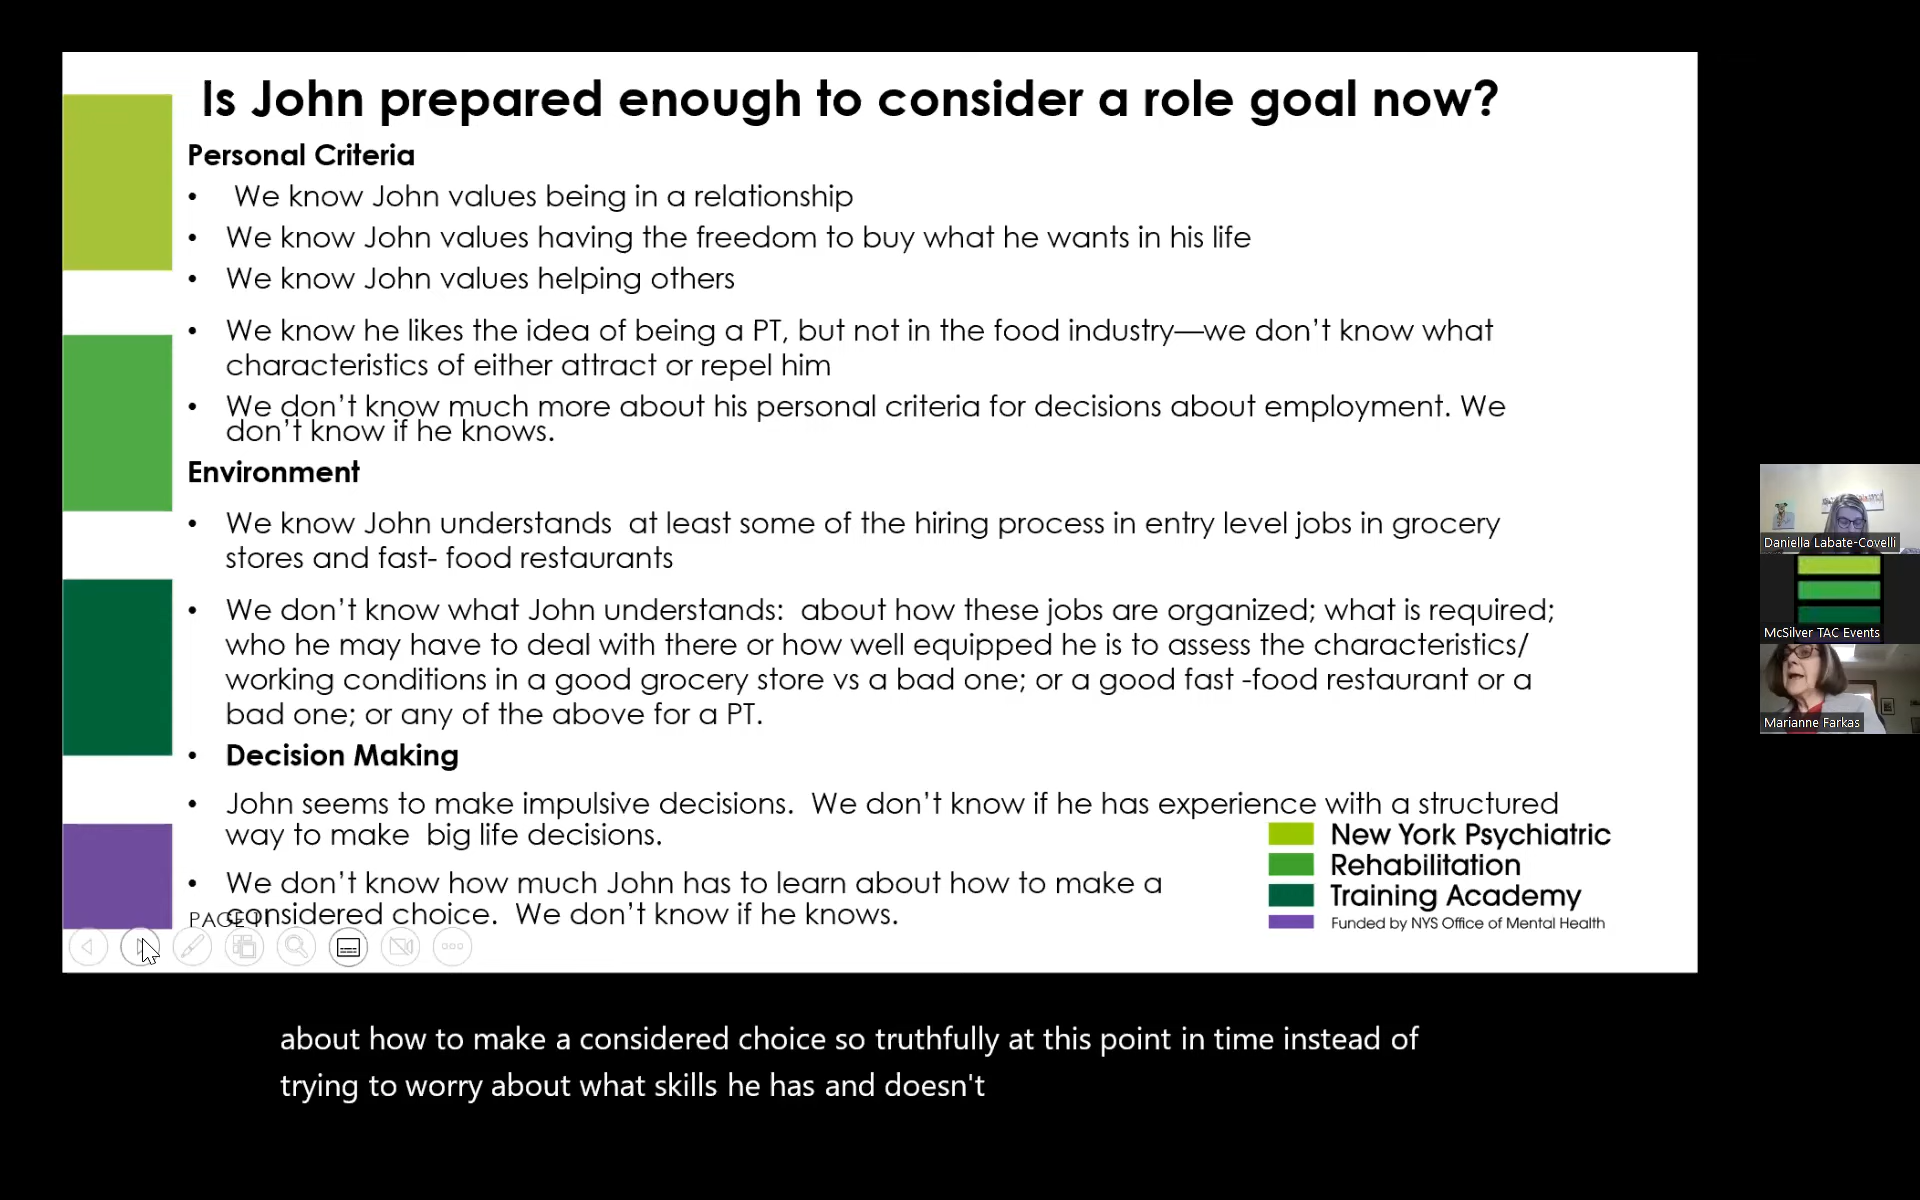 Is John prepared enough to consider a role goal now?
Personal Criteria
• We know John values being in a relationship
• We know John values having the freedom to buy what he wants in his life
• We know John values helping others
• We know he likes the idea of being a PT, but not in the food industry—we don’t know what
characteristics of either attract or repel him
• We don’t know much more about his personal criteria for decisions about employment. We
don’t know if he knows.
Environment
• We know John understands at least some of the hiring process in entry level jobs in grocery
stores and fast- food restaurants
• We don’t know what John understands: about how these jobs are organized; what is required;
who he may have to deal with there or how well equipped he is to assess the characteristics/
working conditions in a good grocery store vs a bad one; or a good fast -food restaurant or a
bad one; or any of the above for a PT.
• Decision Making
• John seems to make impulsive decisions. We don’t know if he has experience with a structured
way to make big life decisions.
• We don’t know how much John has to learn about how to make a
considered choice. We don’t know if he knows.
PAGE
New York Psychiatric
Rehabilitation
Training Academy
Funded by NYS Office of Mental Health
Daniella Labate-Covelli
McSilver TAC Events
Marianne Farkas
about how to make a considered choice so truthfully at this point in time instead of
trying to worry about what skills he has and doesn't